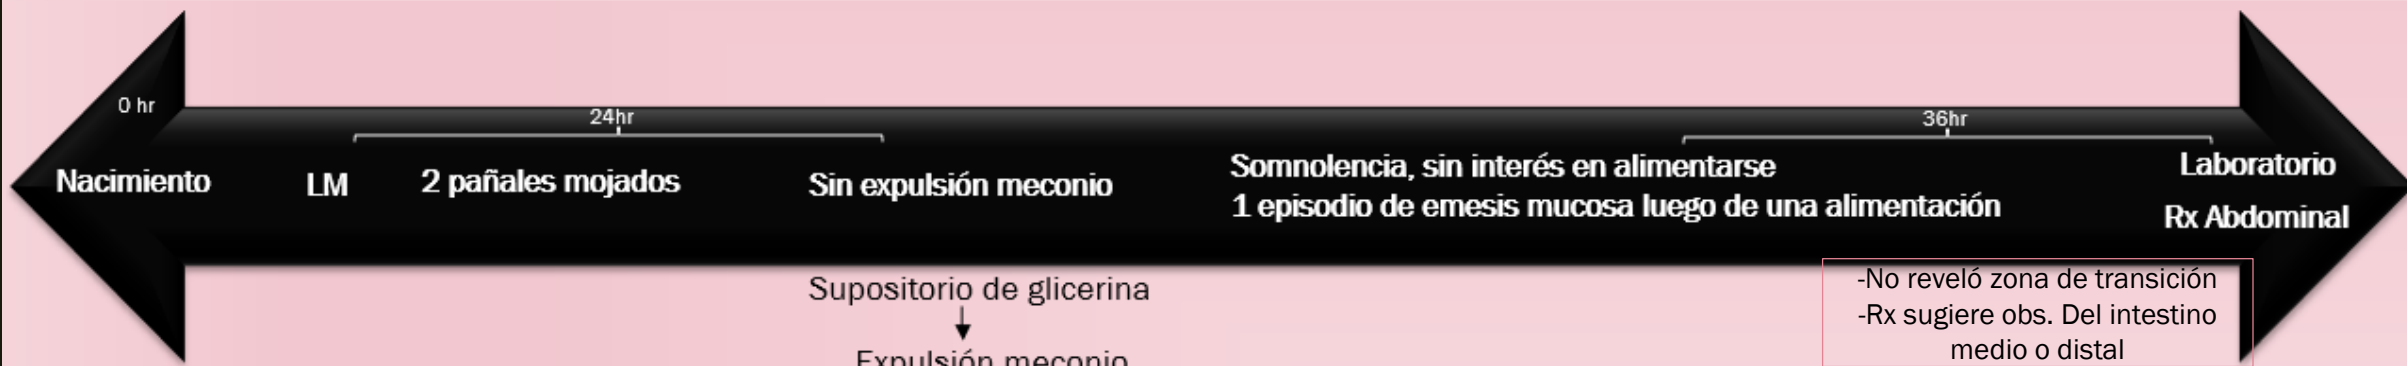 0 hr
24hr
36hr
Nacimiento
LM
2 pañales mojados
Sin expulsión meconio
Somnolencia, sin interés en alimentarse
1 episodio de emesis mucosa luego de una alimentación
Laboratorio
Rx Abdominal
Supositorio de glicerina
Expulsión meconio
-No reveló zona de transición
-Rx sugiere obs. Del intestino
medio o distal